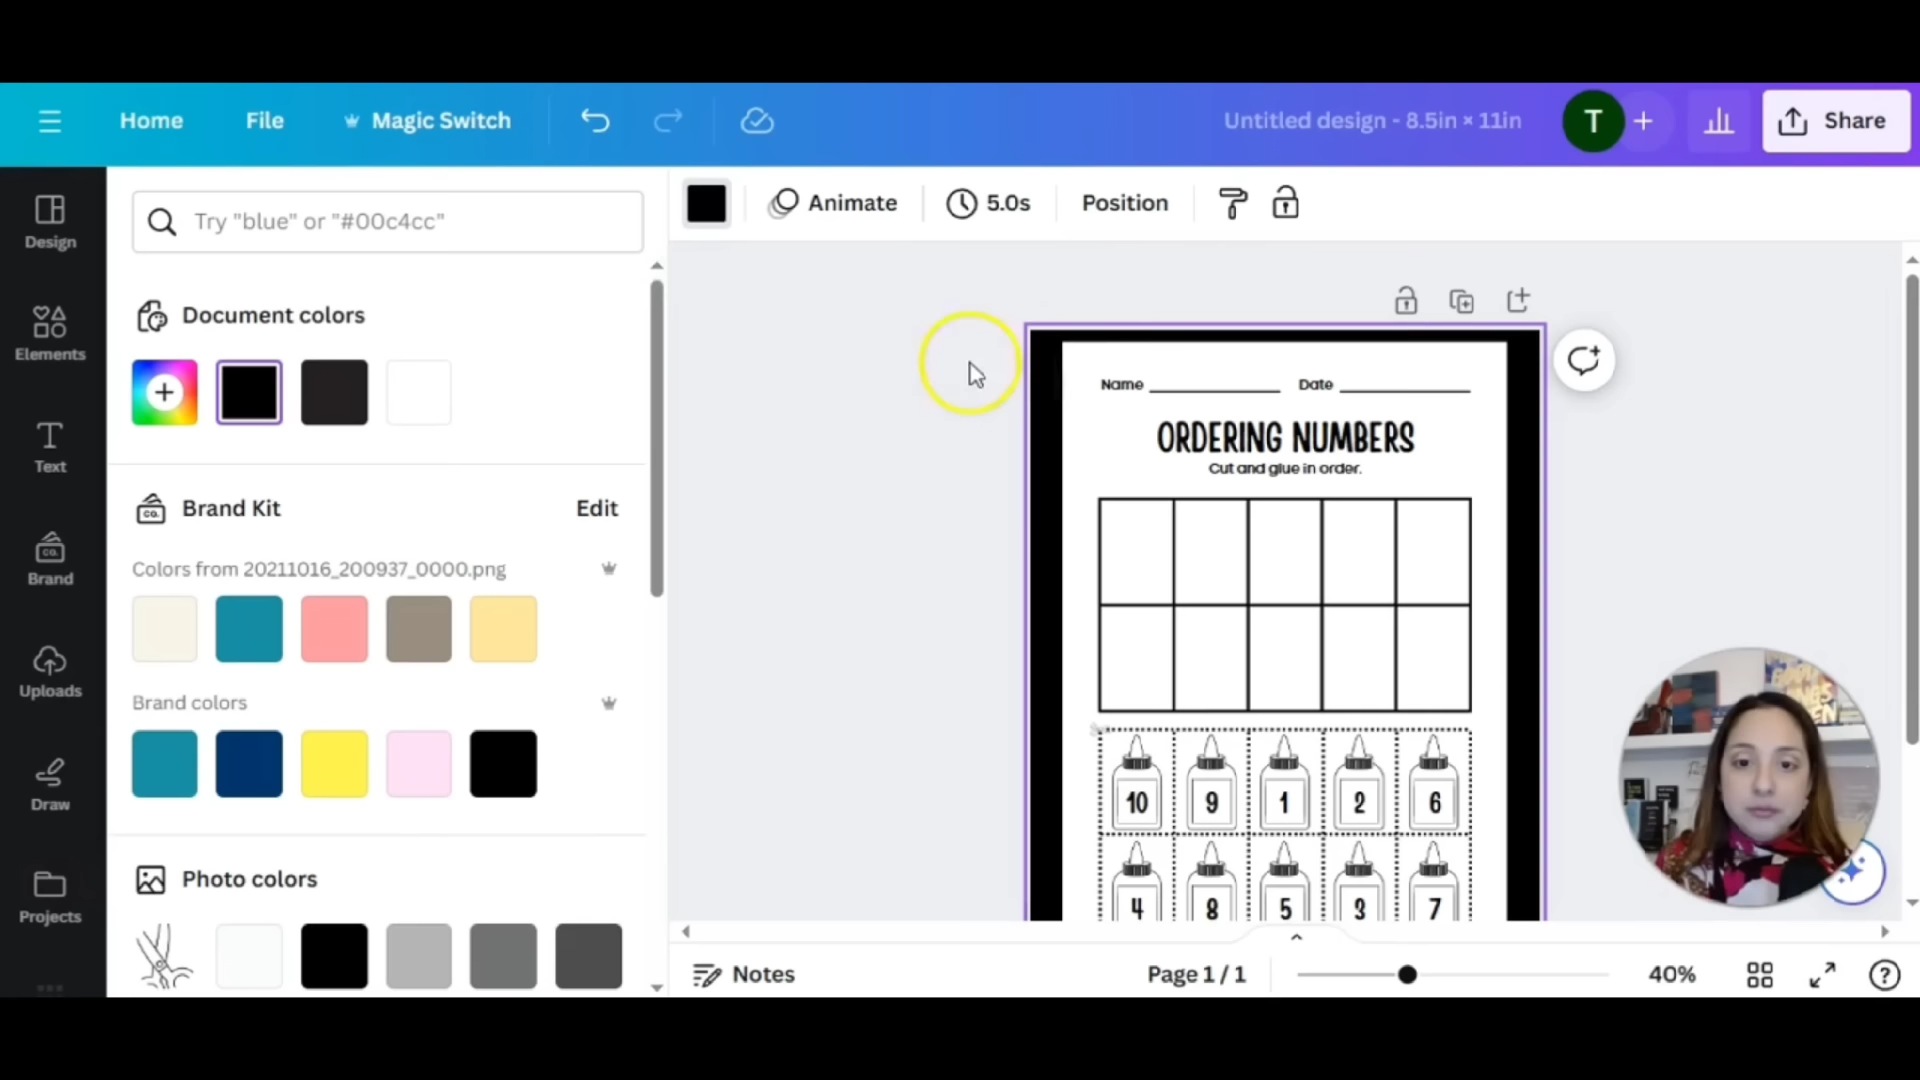 Home File Magic Switch Untitled design - 8.5in × 11in T Share
Design
Elements
Text
Brand
Uploads
Draw
Projects
Try "blue" or "#00c4cc"
Document colors
Brand Kit Edit
CO.
Colors from 20211016_200937_0000.png
Brand colors
Photo colors
Animate 5.0s Position
Name Date
ORDERING NUMBERS
Cut and glue in order.
10 9 1 2 6
4 8 5 3 7
Notes Page 1 / 1 40%